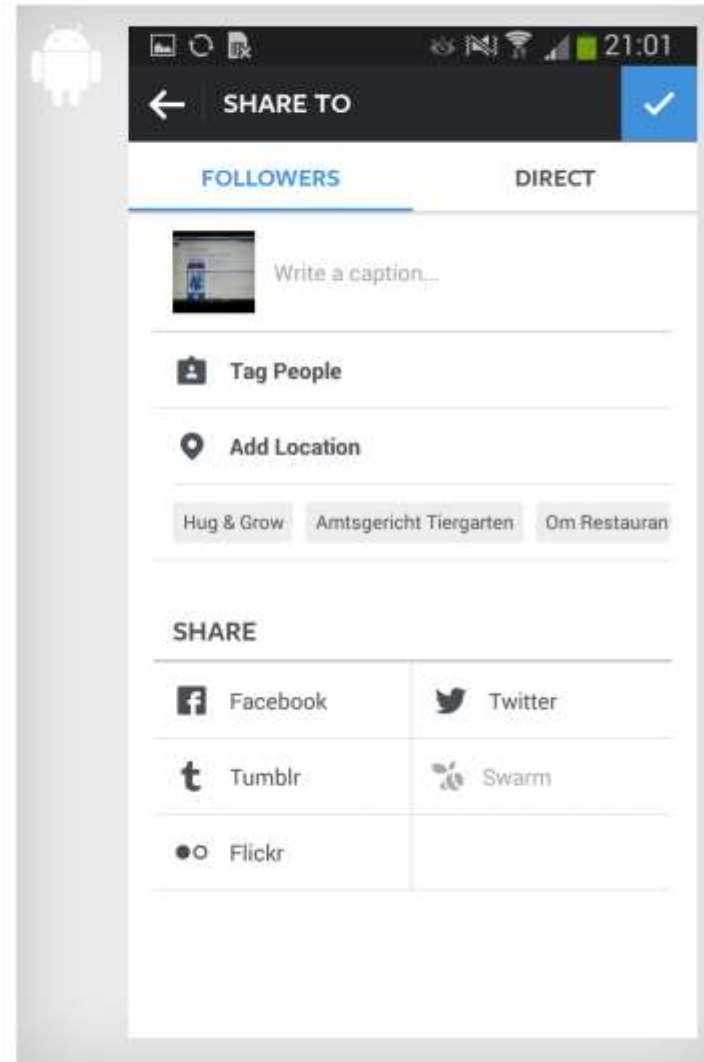 21:01
SHARE TO
FOLLOWERS DIRECT
Write a caption...
Tag People
Add Location
Hug & Grow Amtsgericht Tiergarten Om Restauran
SHARE
Facebook Twitter
Tumblr Swarm
Flickr